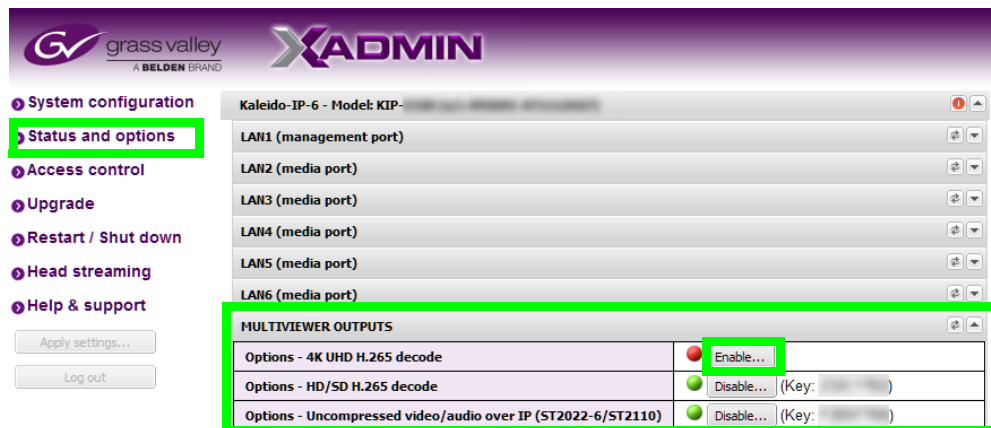 GV grassvalley
A BELDEN BRAND
XADMIN
System configuration
Status and options
Access control
Upgrade
Restart / Shut down
Head streaming
Help & support
Apply settings...
Log out
Kaleido-IP-6 - Model: KIP-
LAN1 (management port)
LAN2 (media port)
LAN3 (media port)
LAN4 (media port)
LAN5 (media port)
LAN6 (media port)
MULTIVIEWER OUTPUTS
Options - 4K UHD H.265 decode Enable...
Options - HD/SD H.265 decode Disable... (Key: )
Options - Uncompressed video/audio over IP (ST2022-6/ST2110) Disable... (Key: )